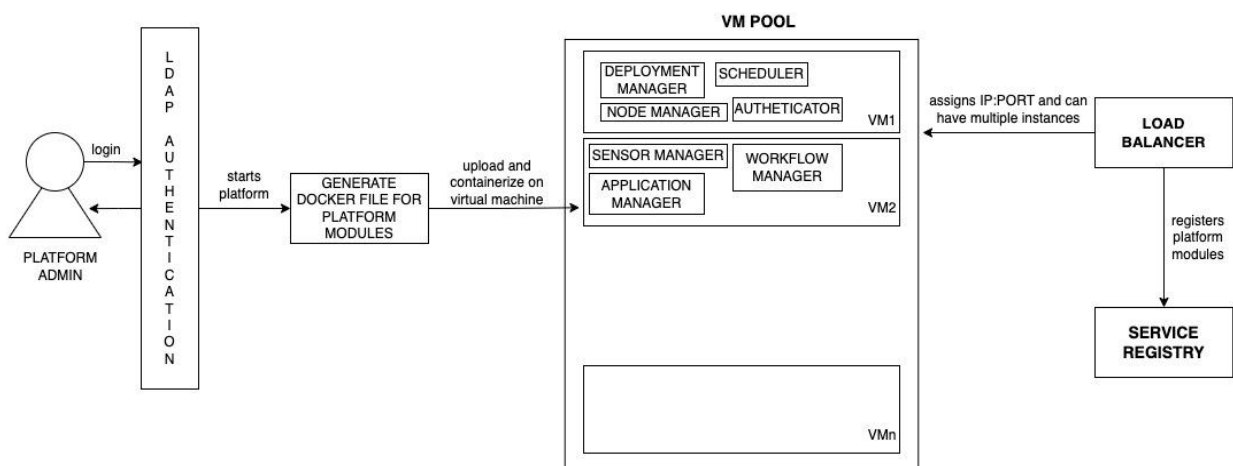 VM POOL
LDAP AUTHENTICATION
login
PLATFORM
ADMIN
starts
platform
GENERATE
DOCKER FILE FOR
PLATFORM
MODULES
upload and
containerize on
virtual machine
DEPLOYMENT
MANAGER
SCHEDULER
NODE MANAGER
AUTHETICATOR
VM1
SENSOR MANAGER
WORKFLOW
MANAGER
APPLICATION
MANAGER
VM2
VMn
assigns IP:PORT and can
have multiple instances
LOAD
BALANCER
registers
platform
modules
SERVICE
REGISTRY